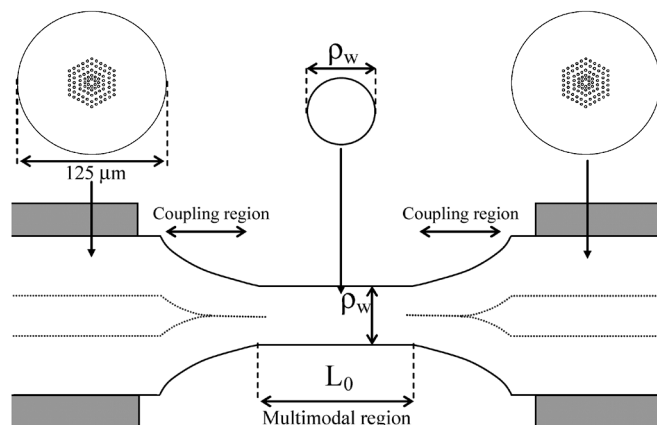 ρw
125 μm
Coupling region
Coupling region
ρw
L0
Multimodal region